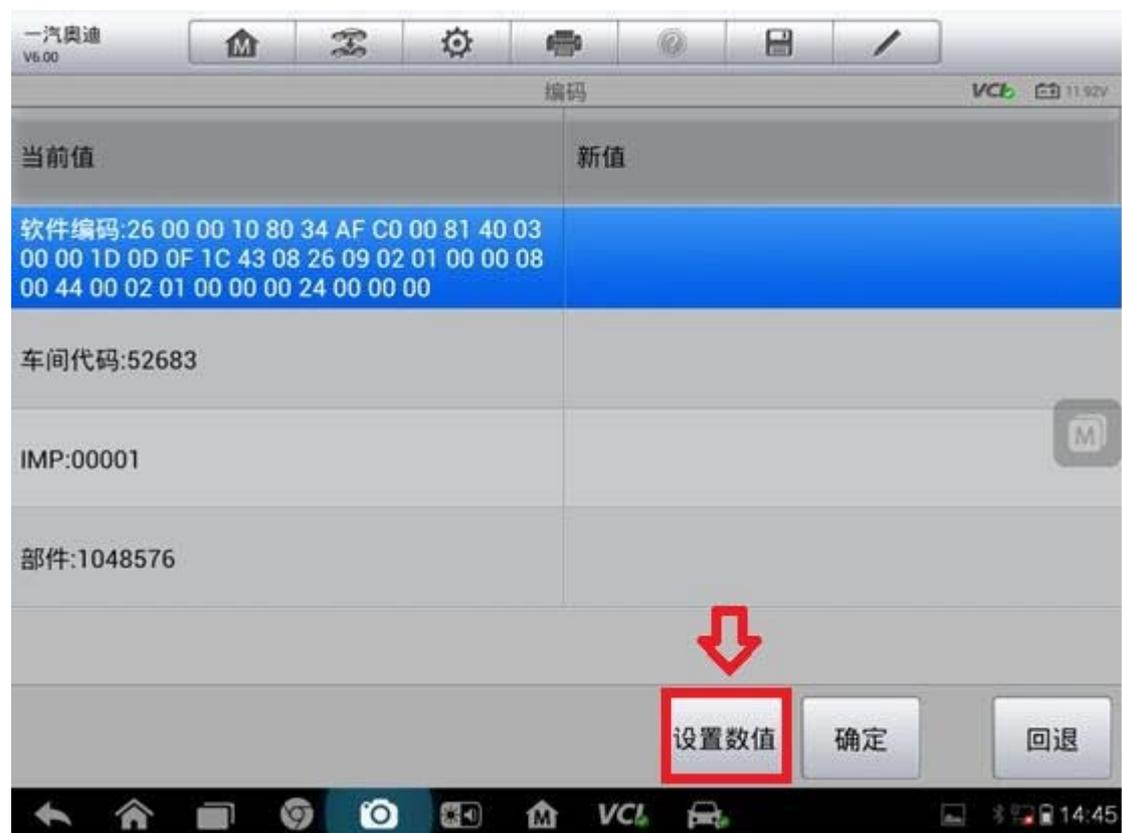 一汽奥迪
V6.00
编码
VCI
11.92V
当前值
新值
软件编码:26 00 00 10 80 34 AF C0 00 81 40 03
00 00 1D 0D 0F 1C 43 08 26 09 02 01 00 00 08
00 44 00 02 01 00 00 00 24 00 00 00
车间代码:52683
M
IMP:00001
部件:1048576
设置数值
确定
回退
M
VCI
14:45